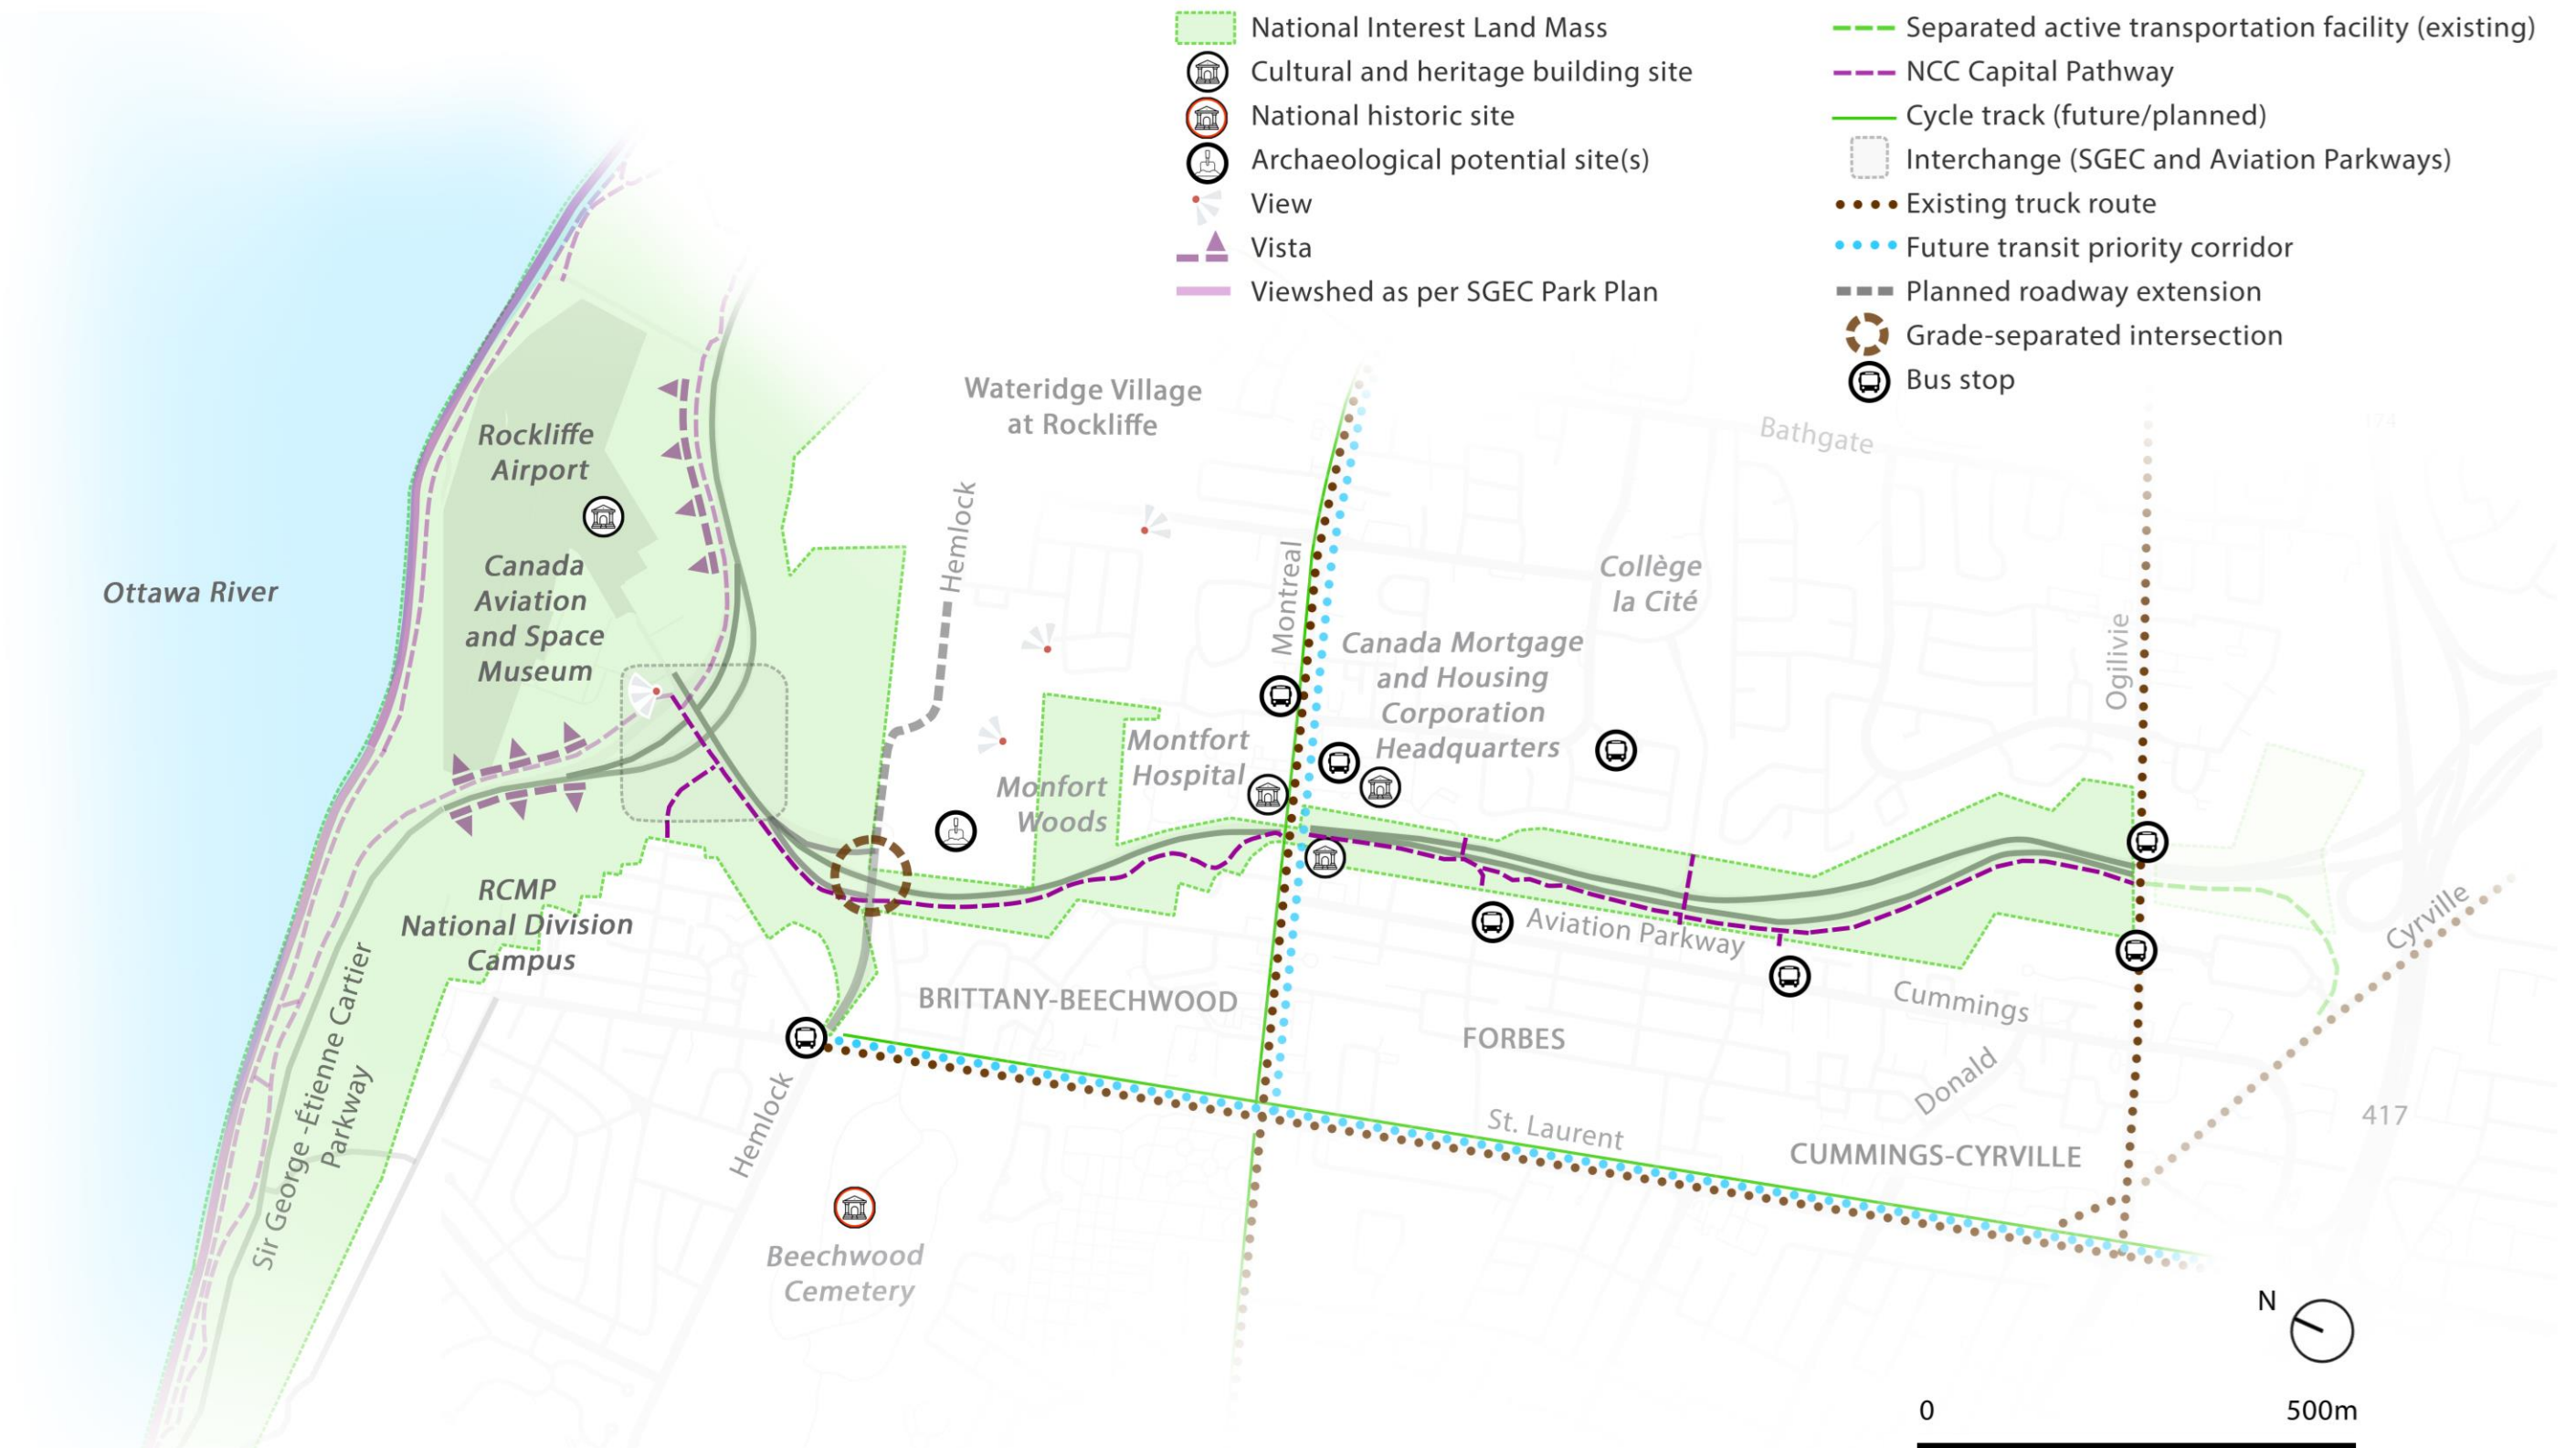 National Interest Land Mass
Cultural and heritage building site
National historic site
Archaeological potential site(s)
View
Vista
Viewshed as per SGEC Park Plan
Separated active transportation facility (existing)
NCC Capital Pathway
Cycle track (future/planned)
Interchange (SGEC and Aviation Parkways)
Existing truck route
Future transit priority corridor
Planned roadway extension
Grade-separated intersection
Bus stop
Wateridge Village
at Rockliffe
Bathgate
174
Rockliffe
Airport
Hemlock
Canada
Aviation
and Space
Museum
Ottawa River
Montreal
Collège
la Cité
Canada Mortgage
and Housing
Corporation
Headquarters
Ogilivie
Montfort
Hospital
Monfort
Woods
RCMP
National Division
Campus
Aviation Parkway
Cyrville
Sir George -Étienne Cartier
Parkway
BRITTANY-BEECHWOOD
Cummings
FORBES
Donald
Hemlock
St. Laurent
417
CUMMINGS-CYRVILLE
Beechwood
Cemetery
N
0
500m